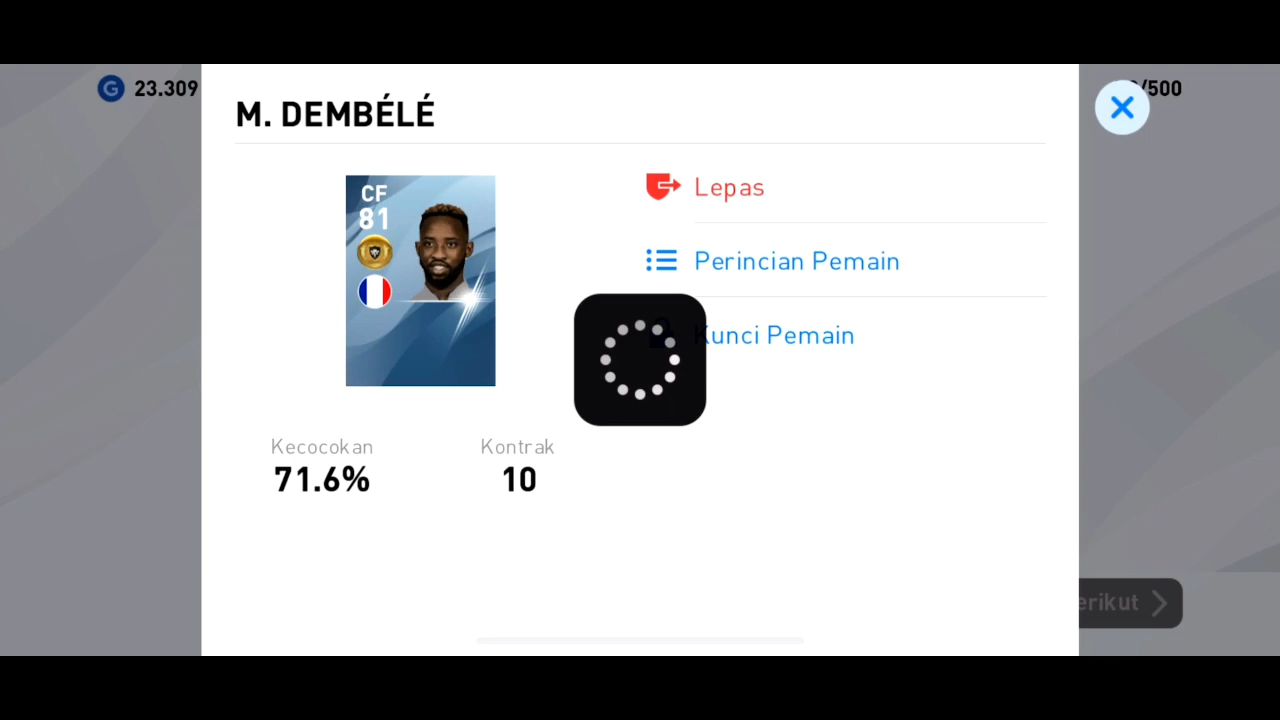 G 23.309
/500
M. DEMBÉLÉ
CF
81
Lepas
Perincian Pemain
Kunci Pemain
Kecocokan
71.6%
Kontrak
10
erikut